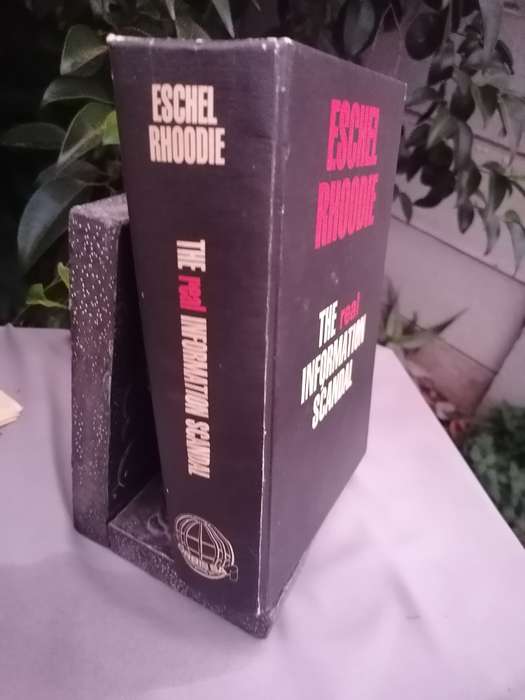 ESCHEL
RHOODIE
THE real INFORMATION SCANDAL
ESCHEL
RHOODIE
THE real
INFORMATION
SCANDAL